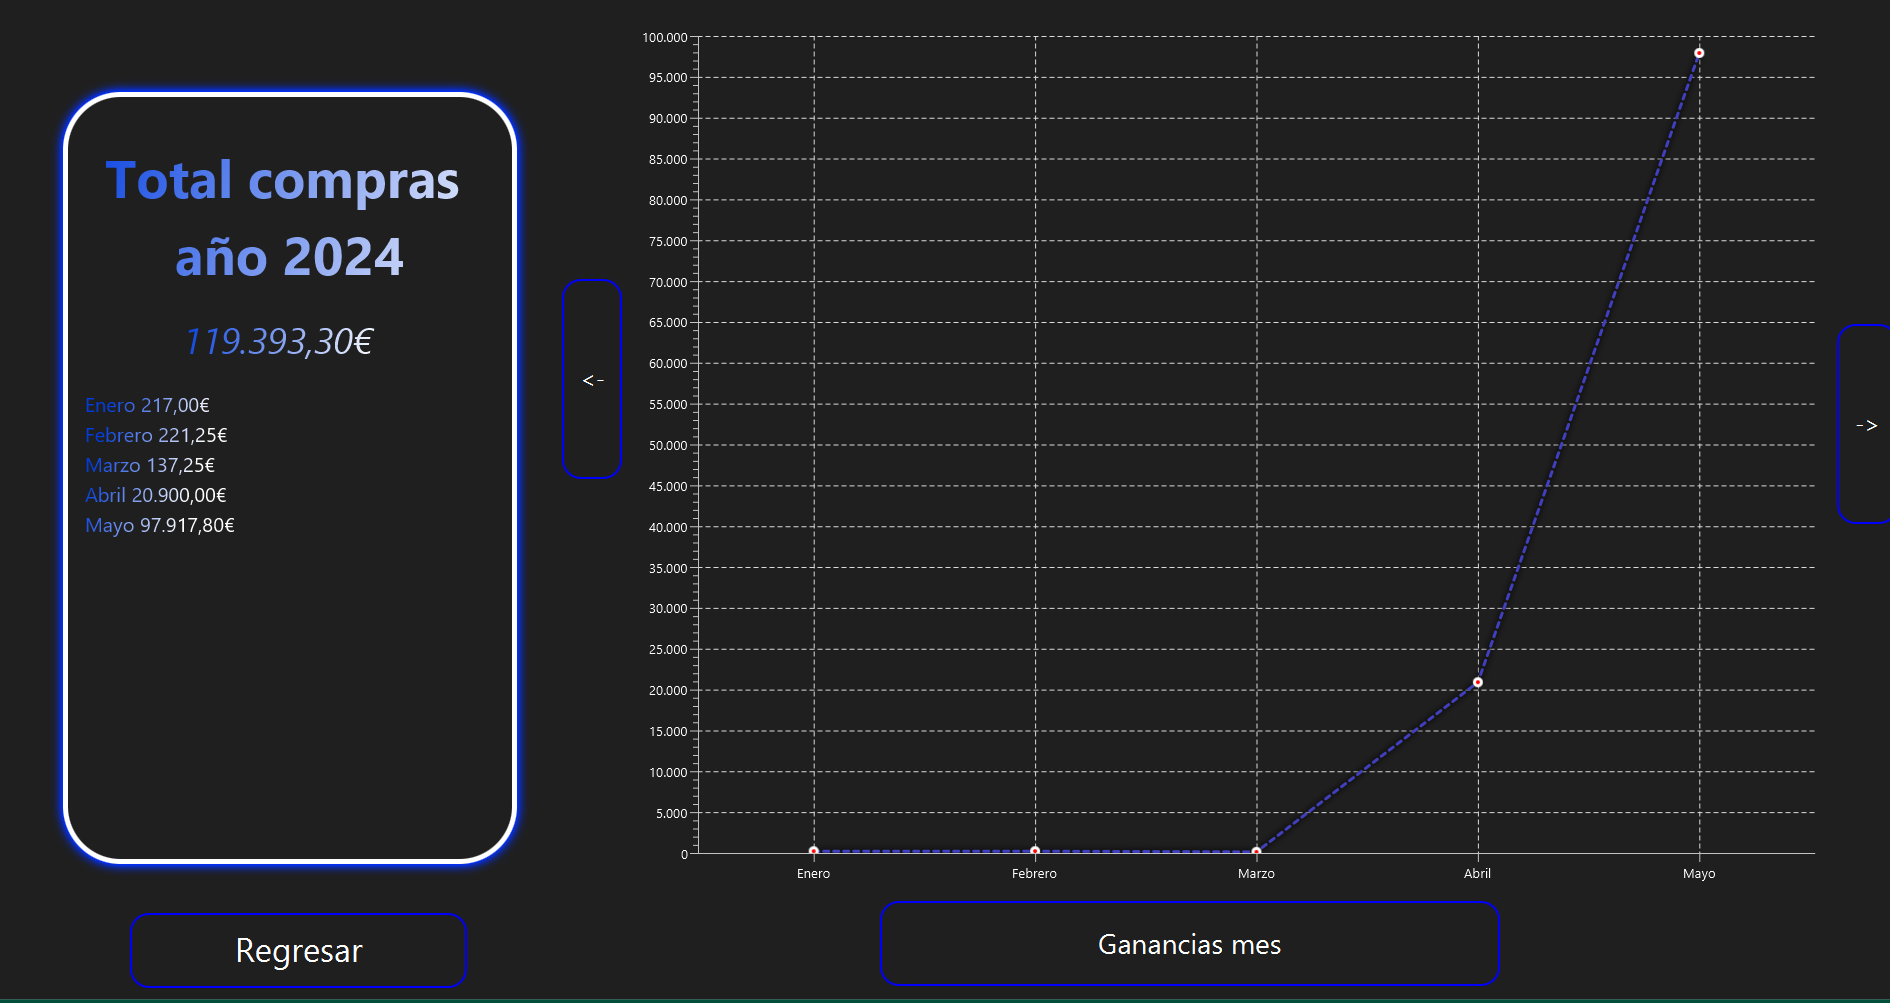 Total compras
año 2024
119.393,30€
Enero 217,00€
Febrero 221,25€
Marzo 137,25€
Abril 20.900,00€
Mayo 97.917,80€
Regresar
<-
100.000
95.000
90.000
85.000
80.000
75.000
70.000
65.000
60.000
55.000
50.000
45.000
40.000
35.000
30.000
25.000
20.000
15.000
10.000
5.000
0
Enero Febrero Marzo Abril Mayo
Ganancias mes
->